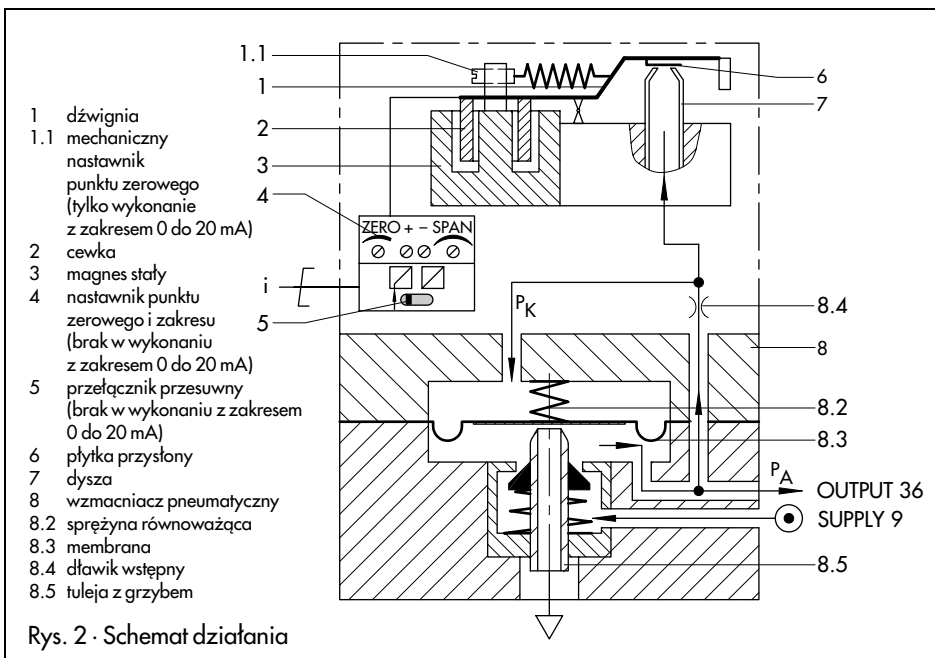 1 dźwignia
1.1 mechaniczny
nastawnik
punktu zerowego
(tylko wykonanie
z zakresem 0 do 20 mA)
2 cewka
3 magnes stały
4 nastawnik punktu
zerowego i zakresu
(brak w wykonaniu
z zakresem 0 do 20 mA)
5 przełącznik przesuwny
(brak w wykonaniu z zakresem
0 do 20 mA)
6 płytka przysłony
7 dysza
8 wzmacniacz pneumatyczny
8.2 sprężyna równoważąca
8.3 membrana
8.4 dławik wstępny
8.5 tuleja z grzybem
Rys. 2 · Schemat działania
1.1
1
2
3
4
ZERO + − SPAN
i
5
6
7
PK
8.4
8
8.2
8.3
PA
OUTPUT 36
SUPPLY 9
8.5